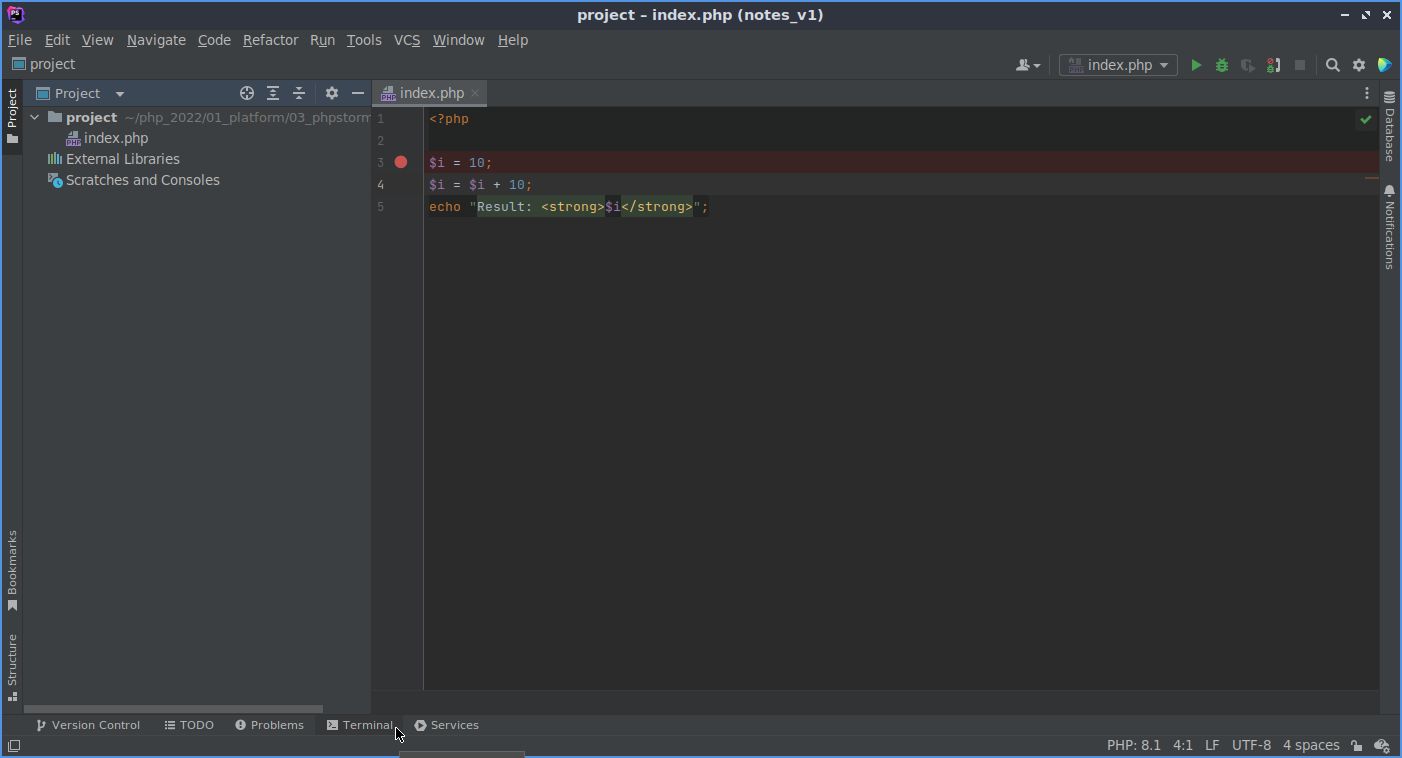 PS
project – index.php (notes_v1)
File Edit View Navigate Code Refactor Run Tools VCS Window Help
project
index.php
Project
Project
project ~/php_2022/01_platform/03_phpstorm
index.php
External Libraries
Scratches and Consoles
index.php
1 <?php
2
3 $i = 10;
4 $i = $i + 10;
5 echo "Result: <strong>$i</strong>";
Database
Notifications
Bookmarks
Structure
Version Control TODO Problems Terminal Services
PHP: 8.1 4:1 LF UTF-8 4 spaces